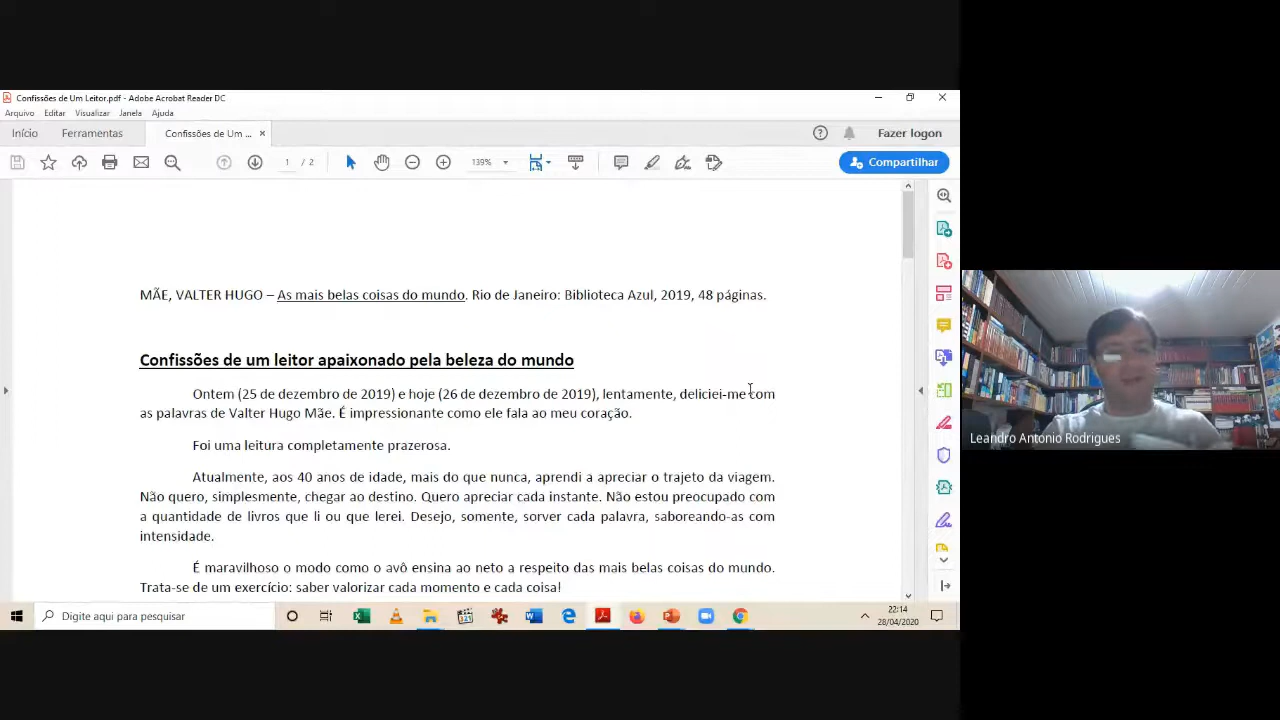 Confissões de Um Leitor.pdf - Adobe Acrobat Reader DC
Arquivo Editar Visualizar Janela Ajuda
Início Ferramentas Confissões de Um ... × Fazer logon
1 / 2 139% Compartilhar
MÃE, VALTER HUGO – As mais belas coisas do mundo. Rio de Janeiro: Biblioteca Azul, 2019, 48 páginas.
Confissões de um leitor apaixonado pela beleza do mundo
Ontem (25 de dezembro de 2019) e hoje (26 de dezembro de 2019), lentamente, deliciei-me com
as palavras de Valter Hugo Mãe. É impressionante como ele fala ao meu coração.
Foi uma leitura completamente prazerosa.
Atualmente, aos 40 anos de idade, mais do que nunca, aprendi a apreciar o trajeto da viagem.
Não quero, simplesmente, chegar ao destino. Quero apreciar cada instante. Não estou preocupado com
a quantidade de livros que li ou que lerei. Desejo, somente, sorver cada palavra, saboreando-as com
intensidade.
É maravilhoso o modo como o avô ensina ao neto a respeito das mais belas coisas do mundo.
Trata-se de um exercício: saber valorizar cada momento e cada coisa!
Leandro Antonio Rodrigues
Digite aqui para pesquisar
22:14
28/04/2020